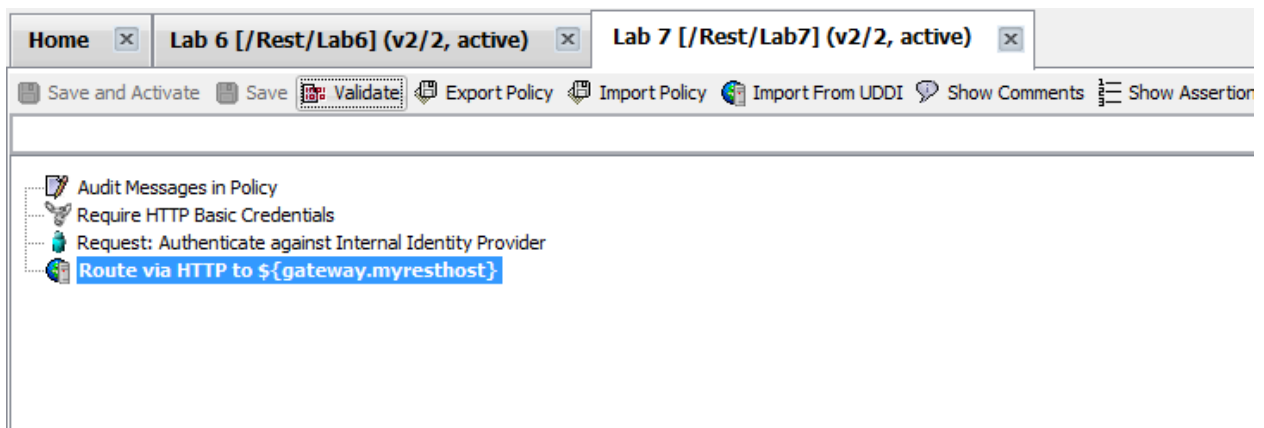 Home Lab 6 [/Rest/Lab6] (v2/2, active) Lab 7 [/Rest/Lab7] (v2/2, active)
Save and Activate Save Validate Export Policy Import Policy Import From UDDI Show Comments Show Assertion
Audit Messages in Policy
Require HTTP Basic Credentials
Request: Authenticate against Internal Identity Provider
Route via HTTP to ${gateway.myresthost}